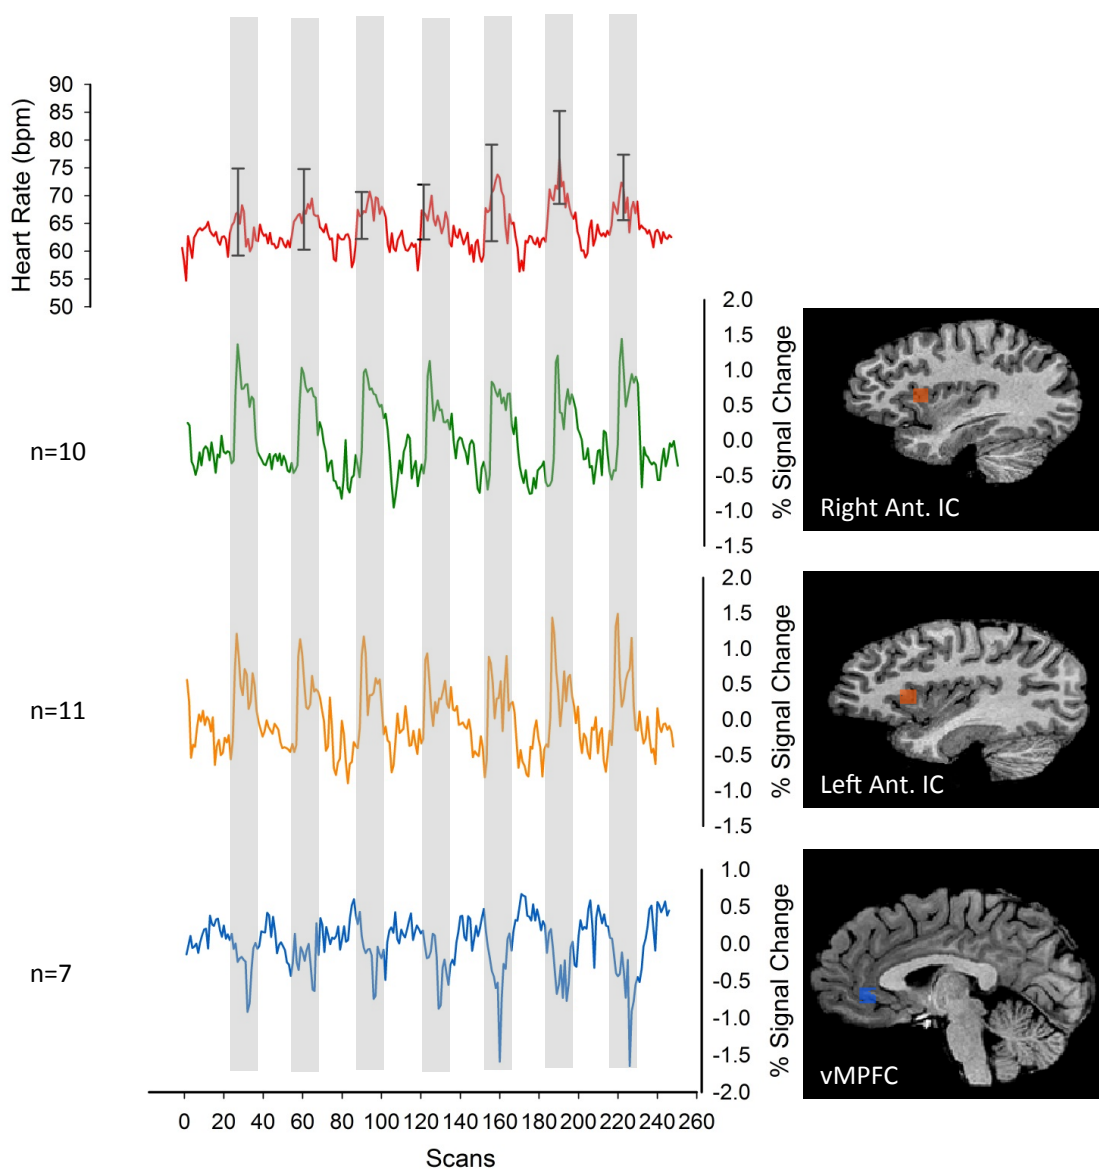 Heart Rate (bpm)
90
85
80
75
70
65
60
55
50
n=10
2.0
1.5
1.0
0.5
0.0
-0.5
-1.0
-1.5
% Signal Change
Right Ant. IC
n=11
2.0
1.5
1.0
0.5
0.0
-0.5
-1.0
-1.5
% Signal Change
Left Ant. IC
n=7
1.0
0.5
0.0
-0.5
-1.0
-1.5
-2.0
% Signal Change
vMPFC
0 20 40 60 80 100 120 140 160 180 200 220 240 260
Scans